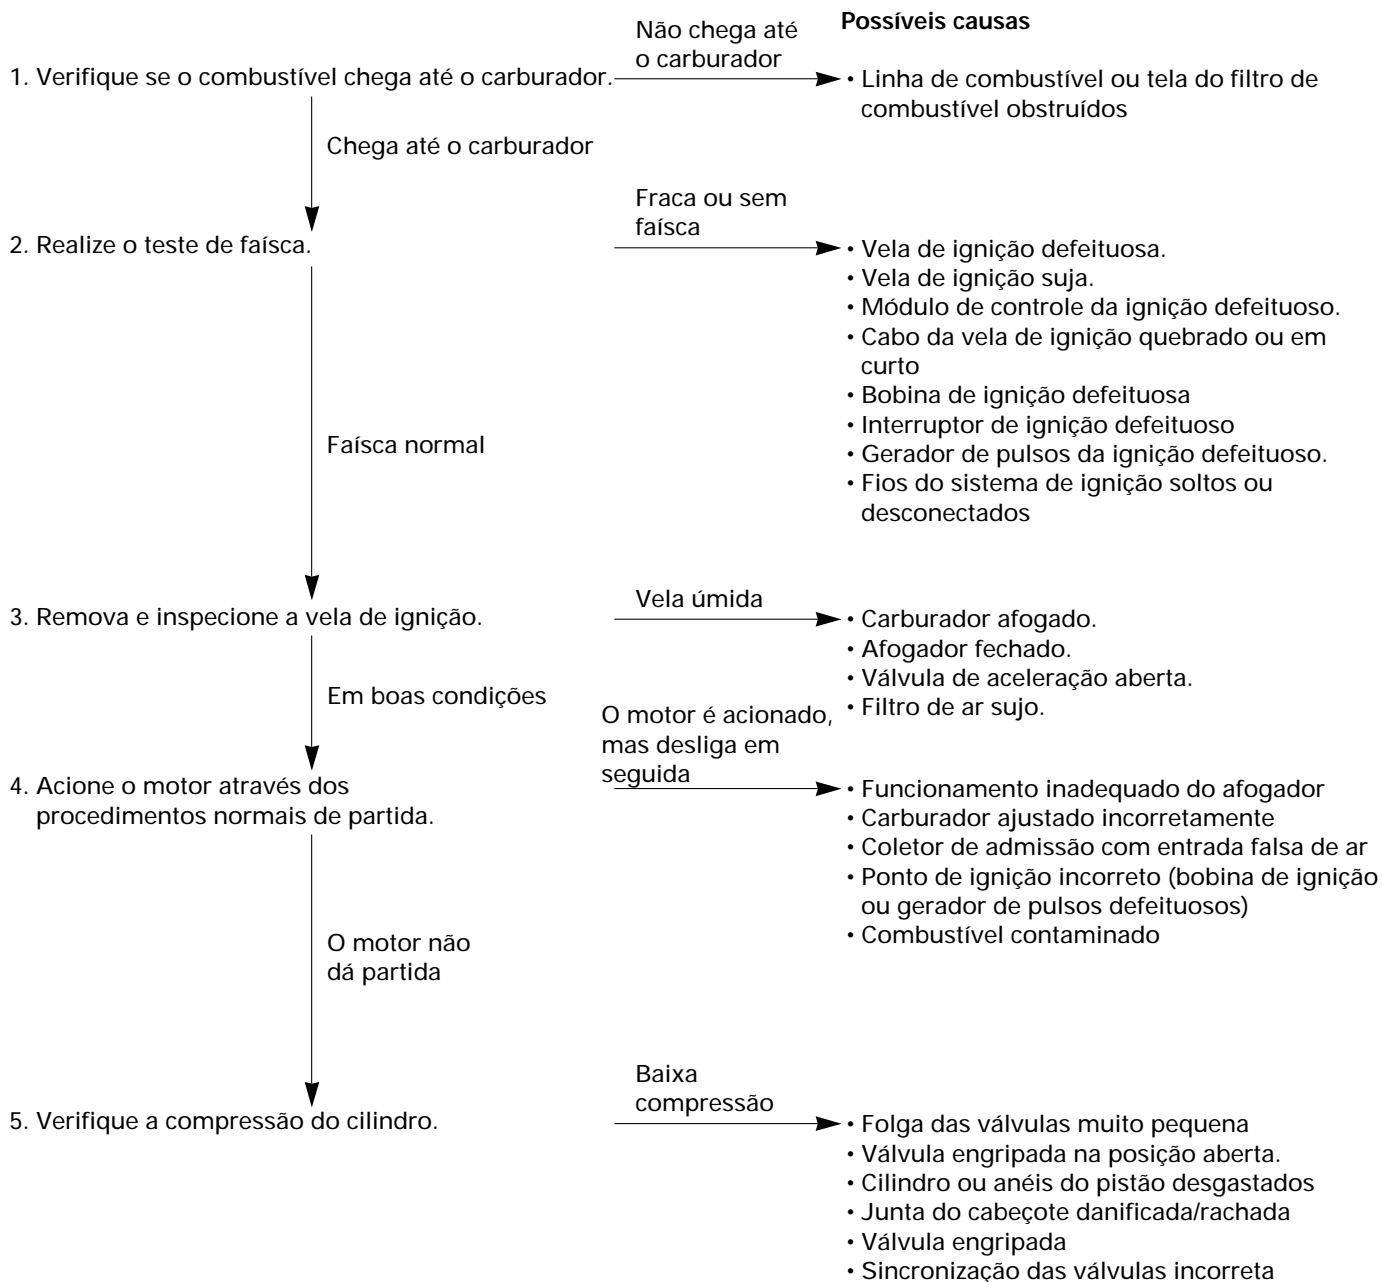 Possíveis causas
Não chega até
o carburador
1. Verifique se o combustível chega até o carburador.
• Linha de combustível ou tela do filtro de
combustível obstruídos
Chega até o carburador
Fraca ou sem
faísca
2. Realize o teste de faísca.
• Vela de ignição defeituosa.
• Vela de ignição suja.
• Módulo de controle da ignição defeituoso.
• Cabo da vela de ignição quebrado ou em
curto
• Bobina de ignição defeituosa
• Interruptor de ignição defeituoso
• Gerador de pulsos da ignição defeituoso.
• Fios do sistema de ignição soltos ou
desconectados
Faísca normal
Vela úmida
3. Remova e inspecione a vela de ignição.
• Carburador afogado.
• Afogador fechado.
• Válvula de aceleração aberta.
• Filtro de ar sujo.
Em boas condições
O motor é acionado,
mas desliga em
seguida
4. Acione o motor através dos
procedimentos normais de partida.
• Funcionamento inadequado do afogador
• Carburador ajustado incorretamente
• Coletor de admissão com entrada falsa de ar
• Ponto de ignição incorreto (bobina de ignição
ou gerador de pulsos defeituosos)
• Combustível contaminado
O motor não
dá partida
Baixa
compressão
5. Verifique a compressão do cilindro.
• Folga das válvulas muito pequena
• Válvula engripada na posição aberta.
• Cilindro ou anéis do pistão desgastados
• Junta do cabeçote danificada/rachada
• Válvula engripada
• Sincronização das válvulas incorreta